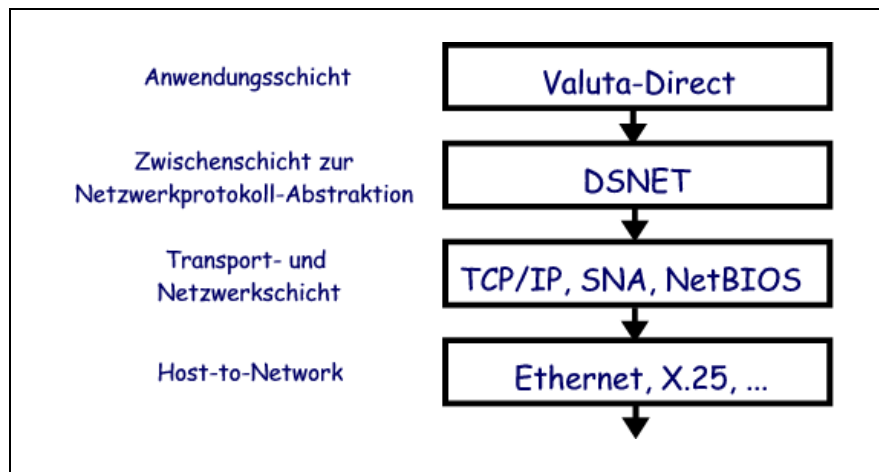 Anwendungsschicht
Valuta-Direct
Zwischenschicht zur
Netzwerkprotokoll-Abstraktion
DSNET
Transport- und
Netzwerkschicht
TCP/IP, SNA, NetBIOS
Host-to-Network
Ethernet, X.25, ...